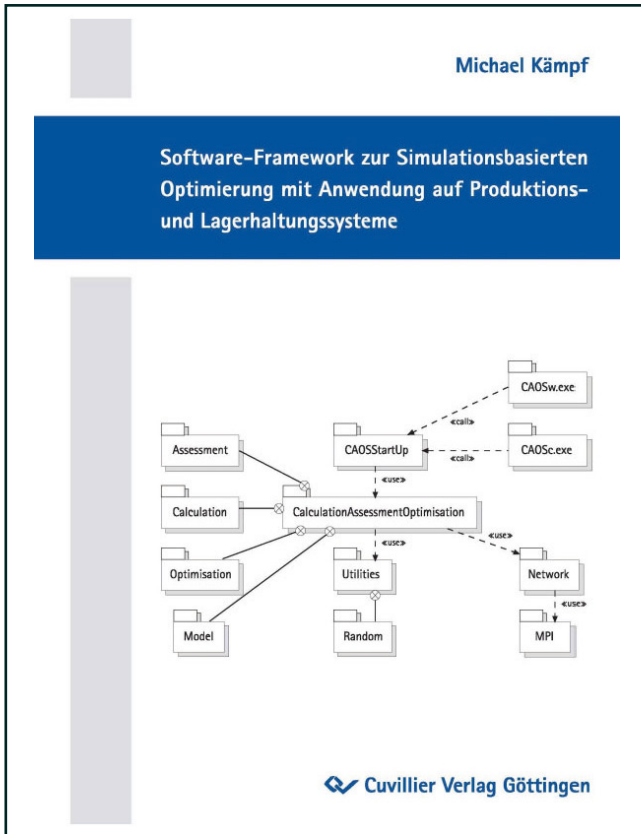 Michael Kämpf
Software-Framework zur Simulationsbasierten
Optimierung mit Anwendung auf Produktions-
und Lagerhaltungssysteme
CAOSw.exe
«call»
Assessment
CAOSStartUp
«call»
CAOSc.exe
«use»
Calculation
CalculationAssessmentOptimisation
«use»
«use»
Optimisation
Utilities
Network
«use»
Model
Random
MPI
Cuvillier Verlag Göttingen